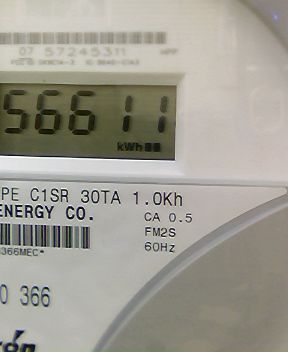 07 57245311
56611
kWh
PE C1SR 30TA 1.0Kh
ENERGY CO.
CA 0.5
FM2S
60Hz
366MEC*
0 366